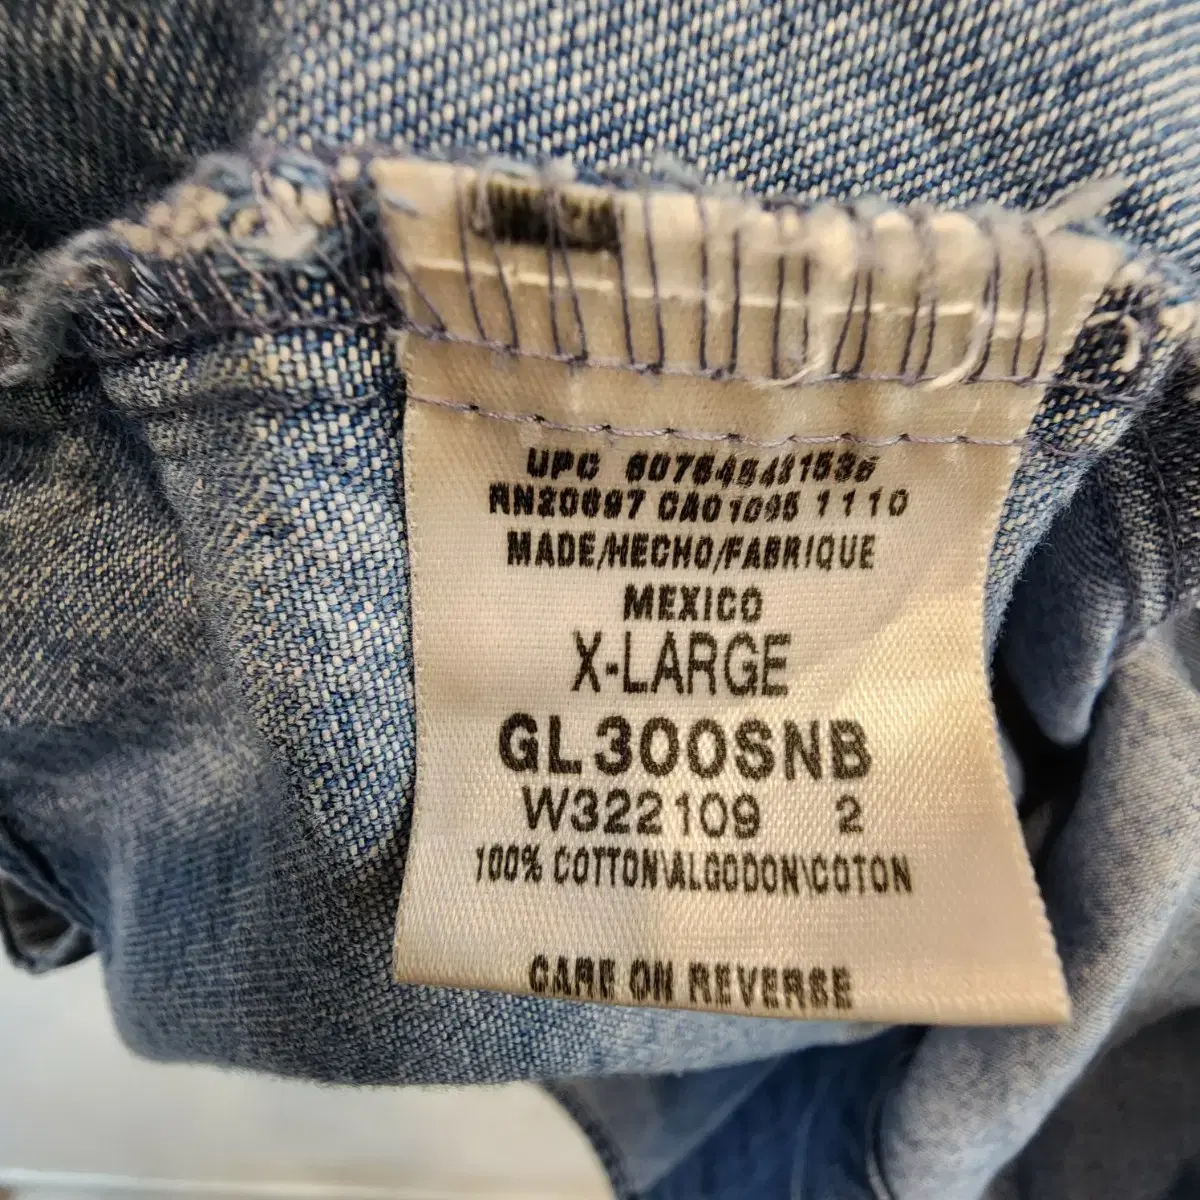 UPC 607645481536
RN20697 CA01095 1110
MADE/HECHO/FABRIQUE
MEXICO
X-LARGE
GL300SNB
W322109 2
100% COTTON\ALGODON\COTON
CARE ON REVERSE